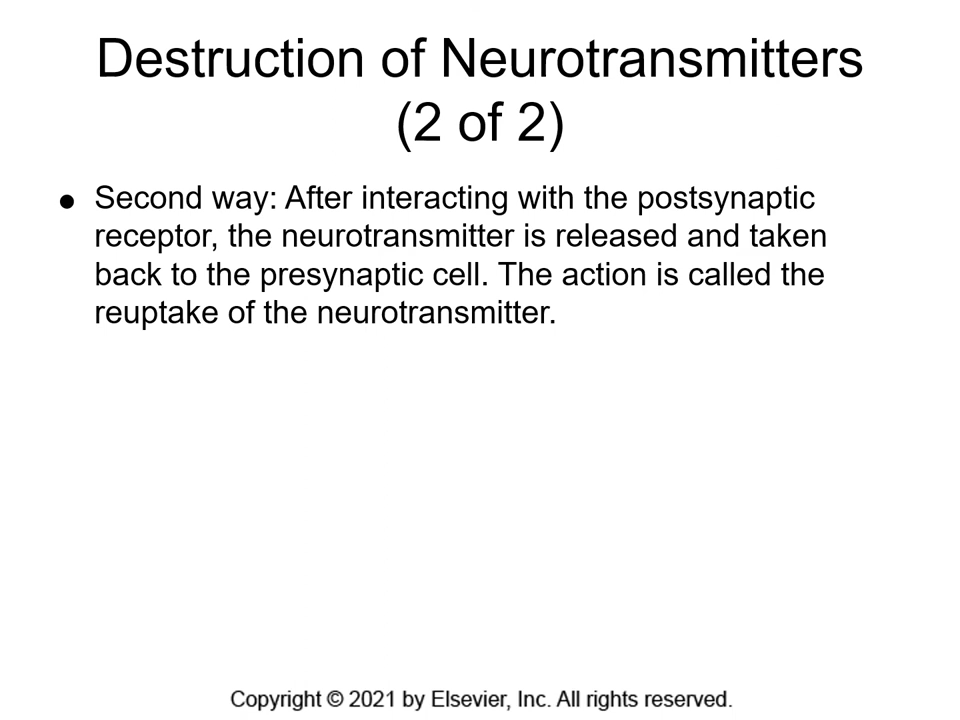 Destruction of Neurotransmitters
(2 of 2)
● Second way: After interacting with the postsynaptic
receptor, the neurotransmitter is released and taken
back to the presynaptic cell. The action is called the
reuptake of the neurotransmitter.
Copyright © 2021 by Elsevier, Inc. All rights reserved.